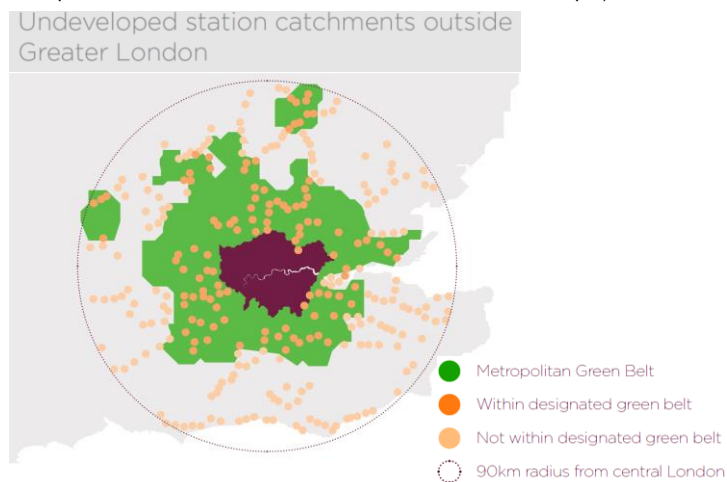 Undeveloped station catchments outside
Greater London
Metropolitan Green Belt
Within designated green belt
Not within designated green belt
90km radius from central London